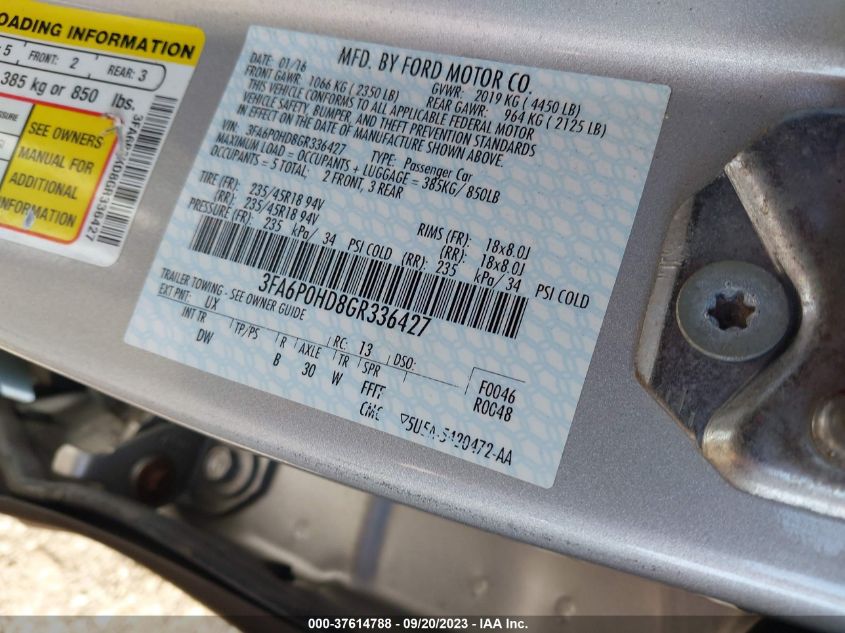 OADING INFORMATION
5 FRONT: 2 REAR: 3
385 kg or 850 lbs.
SEE OWNERS
MANUAL FOR
ADDITIONAL
INFORMATION
MFD. BY FORD MOTOR CO.
DATE: 01/16 GVWR: 2019 KG ( 4450 LB)
FRONT GAWR: 1066 KG ( 2350 LB) REAR GAWR: 964 KG ( 2125 LB)
THIS VEHICLE CONFORMS TO ALL APPLICABLE FEDERAL MOTOR
VEHICLE SAFETY, BUMPER, AND THEFT PREVENTION STANDARDS
IN EFFECT ON THE DATE OF MANUFACTURE SHOWN ABOVE.
VIN: 3FA6P0HD8GR336427 TYPE: Passenger Car
MAXIMUM LOAD = OCCUPANTS + LUGGAGE = 385KG/ 850LB
OCCUPANTS = 5 TOTAL: 2 FRONT, 3 REAR
TIRE (FR): 235/45R18 94V RIMS (FR): 18x8.0J
(RR): 235/45R18 94V (RR): 18x8.0J
PRESSURE (FR): 235 kPa/ 34 PSI COLD (RR): 235 kPa/34 PSI COLD
3FA6P0HD8GR336427
TRAILER TOWING - SEE OWNER GUIDE
EXT PNT: UX RC: 13 DSO:
INT TR TP/PS R AXLE TR SPR F0046
DW B 30 W FFFF R0048
5U5A-5420472-AA
000-37614788 - 09/20/2023 - IAA Inc.